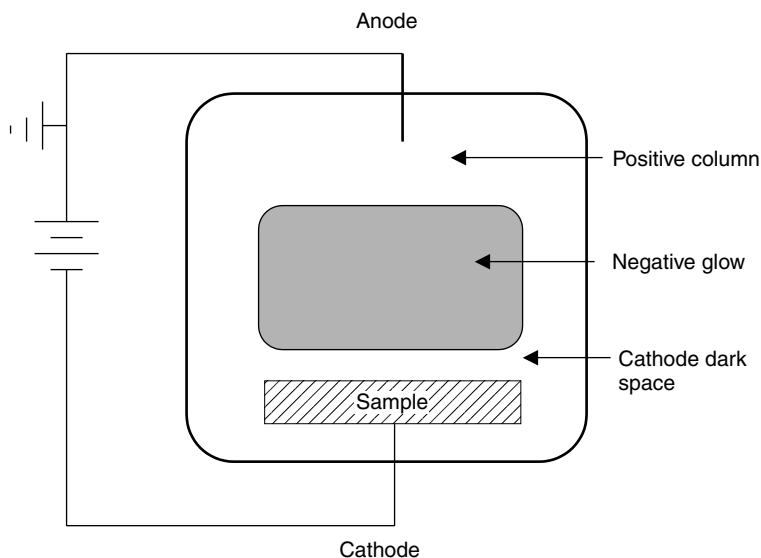 Anode
Positive column
Negative glow
Cathode dark
space
Sample
Cathode